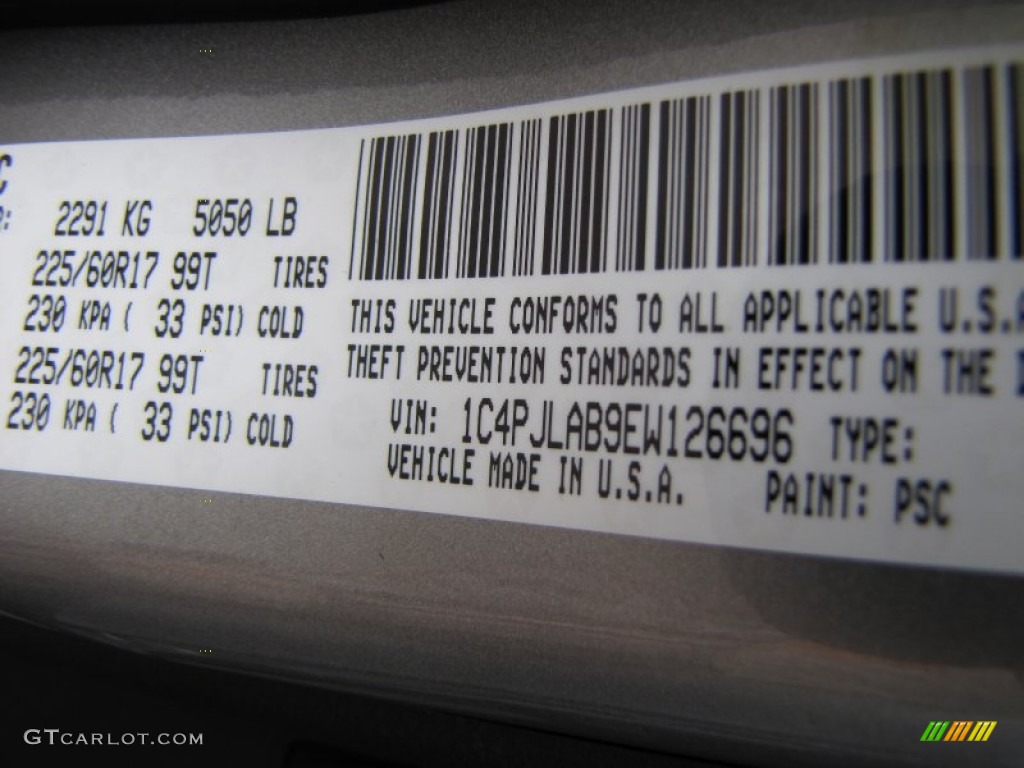 C
2291 KG 5050 LB
225/60R17 99T TIRES
230 KPA ( 33 PSI) COLD
225/60R17 99T TIRES
230 KPA ( 33 PSI) COLD
THIS VEHICLE CONFORMS TO ALL APPLICABLE U.S.A
THEFT PREVENTION STANDARDS IN EFFECT ON THE
VIN: 1C4PJLAB9EW126696 TYPE:
VEHICLE MADE IN U.S.A. PAINT: PSC
GTCARLOT.COM